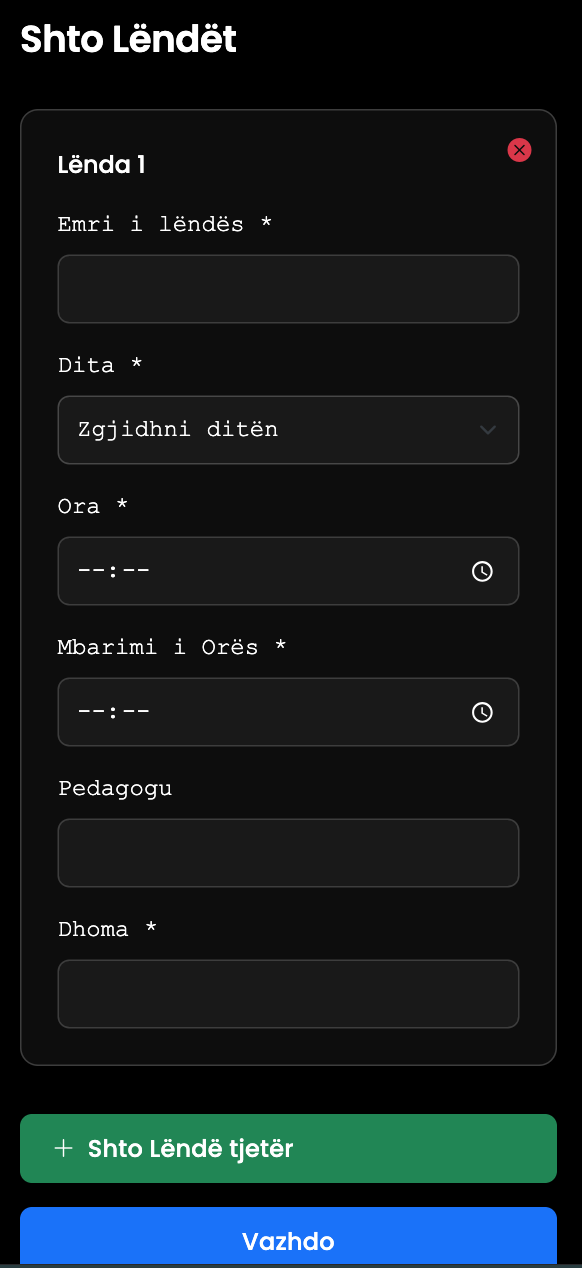 Shto Lëndët
Lënda 1
Emri i lëndës *
Dita *
Zgjidhni ditën
Ora *
--:--
Mbarimi i Orës *
--:--
Pedagogu
Dhoma *
+ Shto Lëndë tjetër
Vazhdo